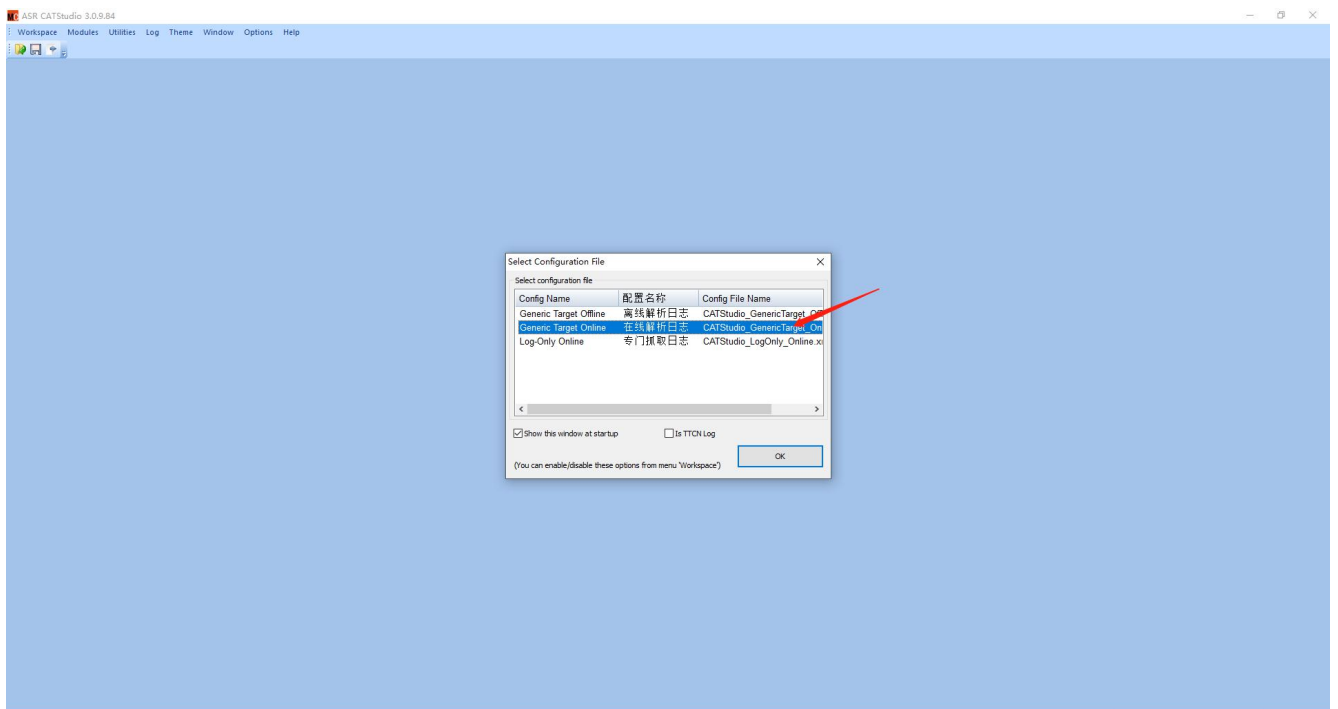 ASR CATStudio 3.0.9.84
Workspace Modules Utilities Log Theme Window Options Help
Select Configuration File
Select configuration file
Config Name 配置名称 Config File Name
Generic Target Offline 离线解析日志 CATStudio_GenericTarget_
Generic Target Online 在线解析日志 CATStudio_GenericTarget_On
Log-Only Online 专门抓取日志 CATStudio_LogOnly_Online.x
Show this window at startup Is TTCN Log
OK
(You can enable/disable these options from menu 'Workspace')